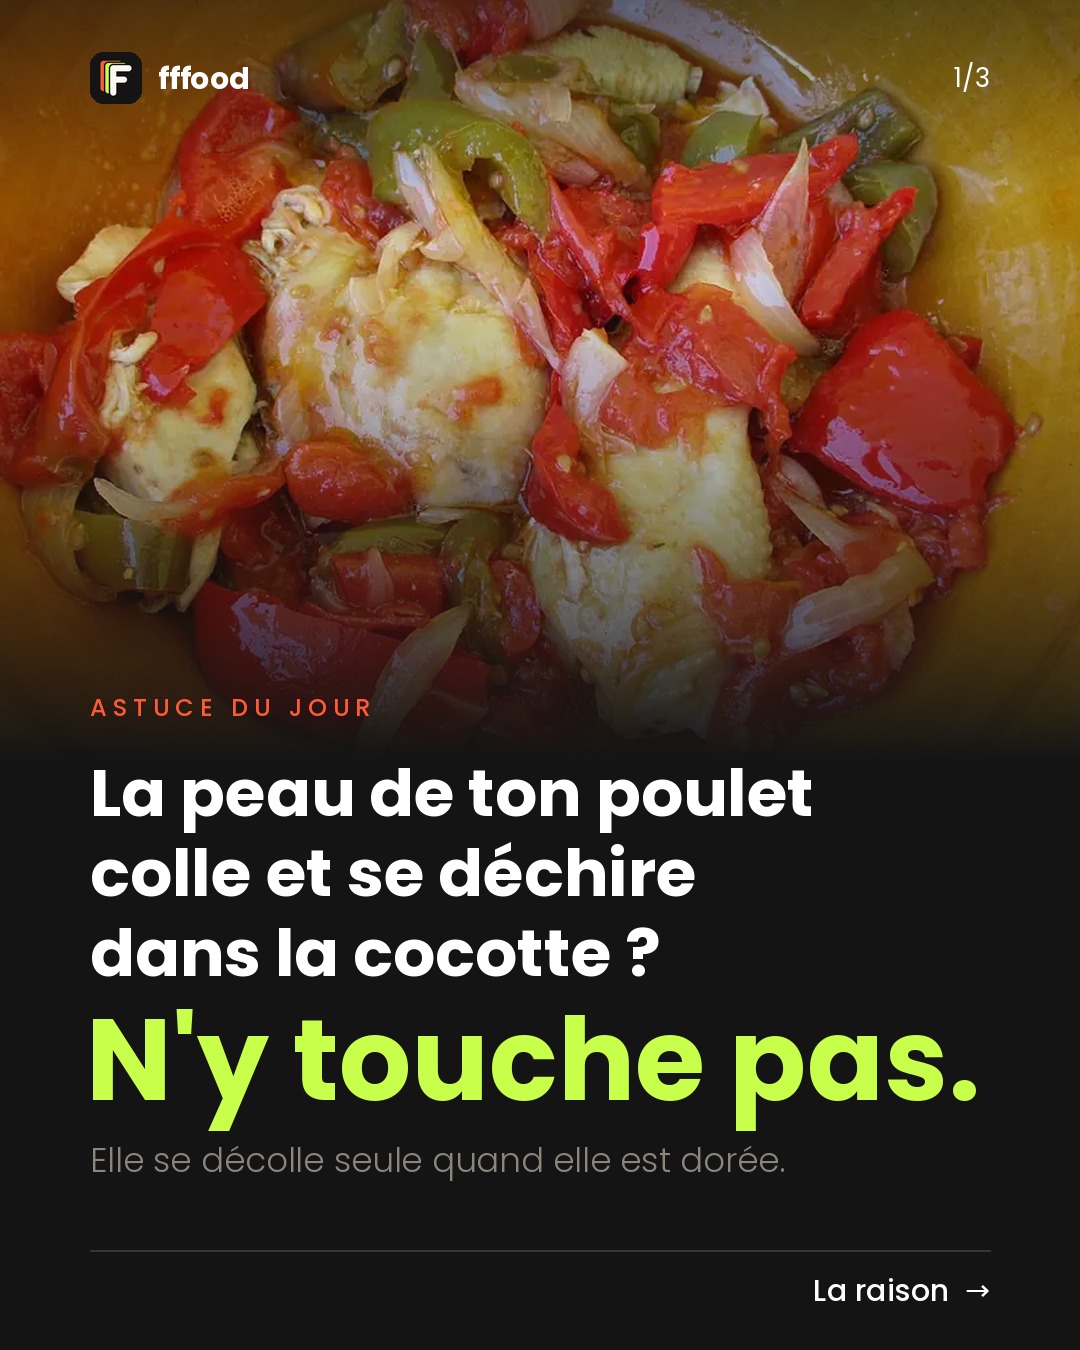 fffood
1/3
ASTUCE DU JOUR
La peau de ton poulet
colle et se déchire
dans la cocotte ?
N'y touche pas.
Elle se décolle seule quand elle est dorée.
La raison →